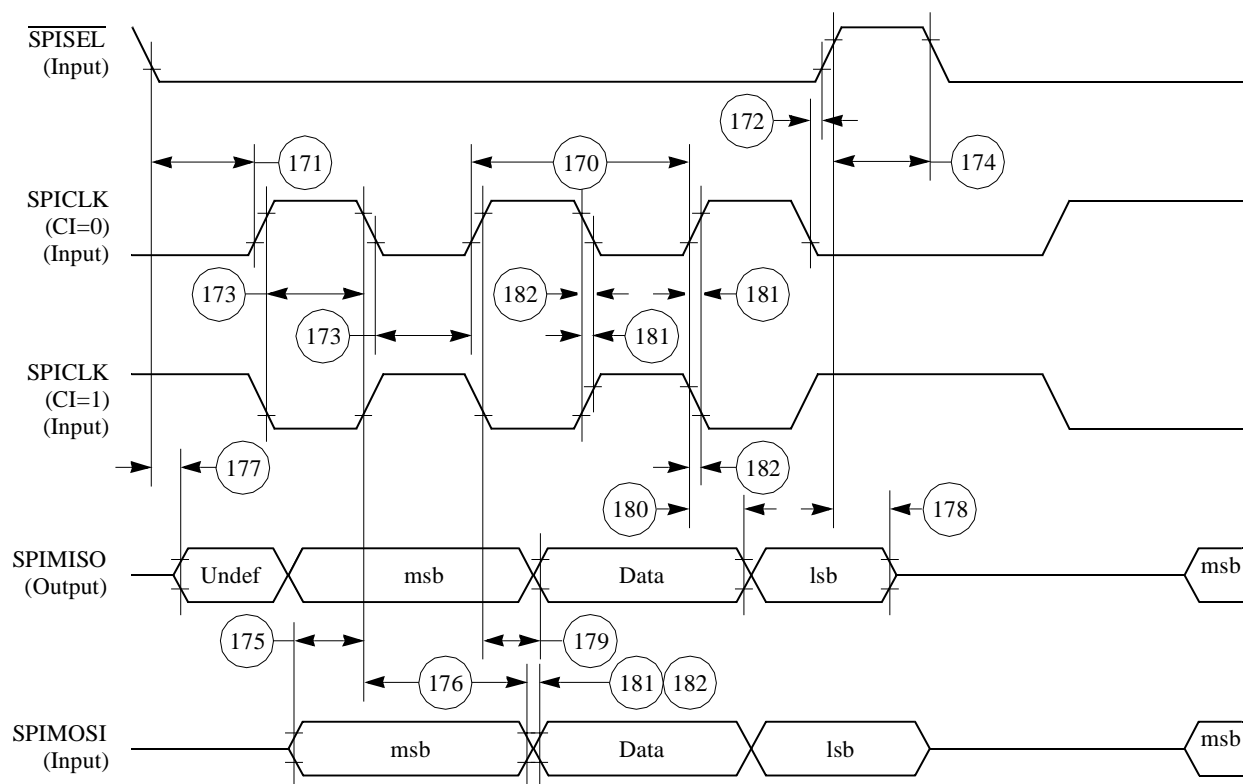 SPISEL
(Input)
172
171
170
174
SPICLK
(CI=0)
(Input)
173
182
181
173
181
SPICLK
(CI=1)
(Input)
177
182
180
178
SPIMISO
(Output)
Undef
msb
Data
lsb
msb
175
179
176
181
182
SPIMOSI
(Input)
msb
Data
lsb
msb